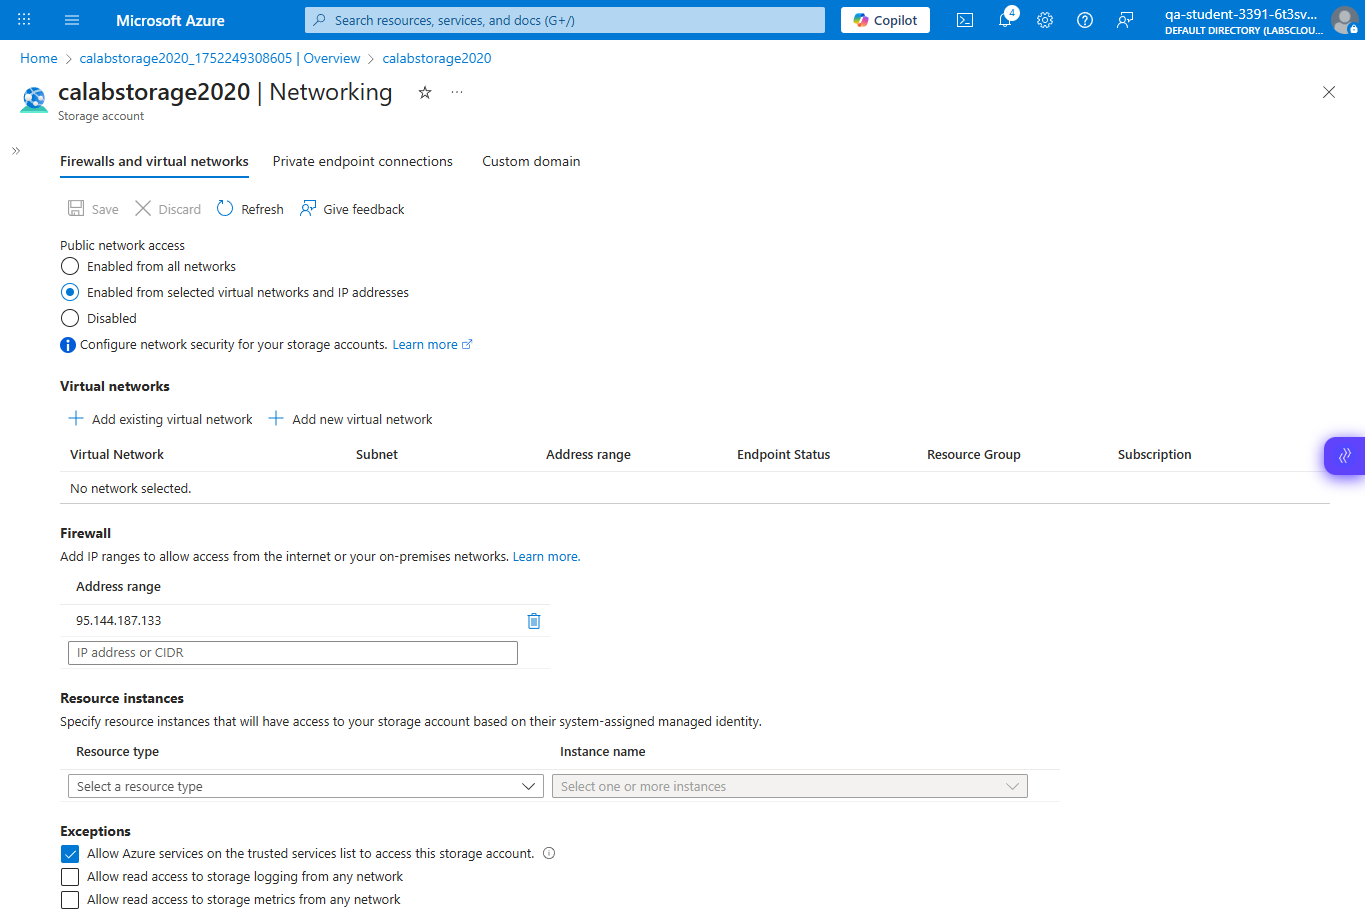 Microsoft Azure
Search resources, services, and docs (G+/)
Copilot
4
qa-student-3391-6t3sv...
DEFAULT DIRECTORY (LABSCLOU...
Home > calabstorage2020_1752249308605 | Overview > calabstorage2020
calabstorage2020 | Networking
Storage account
Firewalls and virtual networks
Private endpoint connections
Custom domain
Save
Discard
Refresh
Give feedback
Public network access
Enabled from all networks
Enabled from selected virtual networks and IP addresses
Disabled
Configure network security for your storage accounts. Learn more
Virtual networks
Add existing virtual network
Add new virtual network
Virtual Network Subnet Address range Endpoint Status Resource Group Subscription
No network selected.
Firewall
Add IP ranges to allow access from the internet or your on-premises networks. Learn more.
Address range
95.144.187.133
IP address or CIDR
Resource instances
Specify resource instances that will have access to your storage account based on their system-assigned managed identity.
Resource type Instance name
Select a resource type Select one or more instances
Exceptions
Allow Azure services on the trusted services list to access this storage account.
Allow read access to storage logging from any network
Allow read access to storage metrics from any network